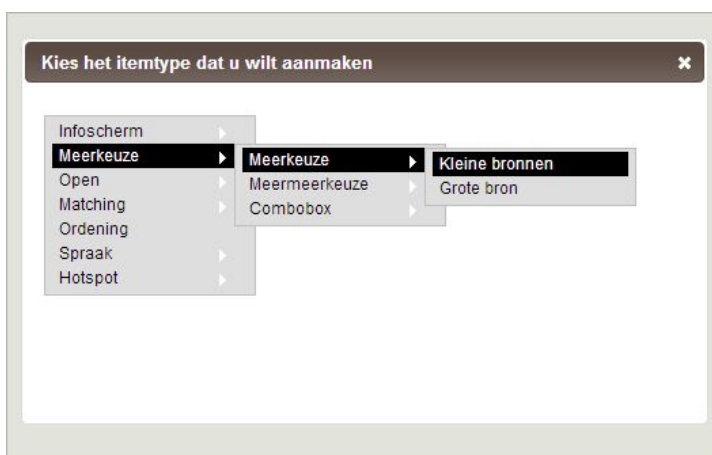 Kies het itemtype dat u wilt aanmaken
Infoscherm
Meerkeuze
Open
Matching
Ordening
Spraak
Hotspot
Meerkeuze
Meermeerkeuze
Combobox
Kleine bronnen
Grote bron